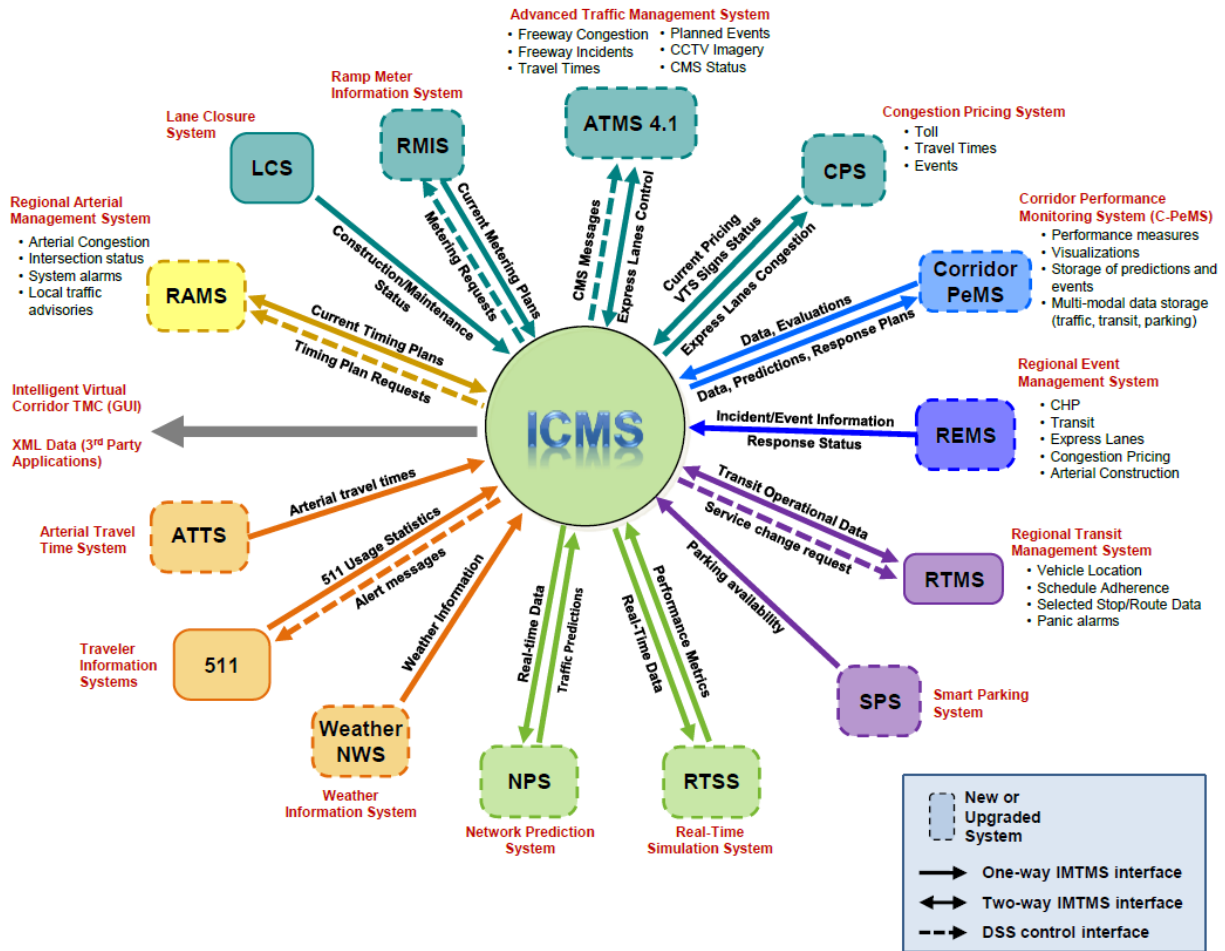 Advanced Traffic Management System
• Freeway Congestion
• Freeway Incidents
• Travel Times
• Planned Events
• CCTV Imagery
• CMS Status
ATMS 4.1
Ramp Meter
Information System
RMIS
Lane Closure
System
LCS
Congestion Pricing System
• Toll
• Travel Times
• Events
CPS
Regional Arterial
Management System
• Arterial Congestion
• Intersection status
• System alarms
• Local traffic
advisories
RAMS
Corridor Performance
Monitoring System (C-PeMS)
• Performance measures
• Visualizations
• Storage of predictions and
events
• Multi-modal data storage
(traffic, transit, parking)
Corridor
PeMS
Current Metering Plans
Metering Requests
Construction/Maintenance
Status
CMS Messages
Express Lanes Control
Current Pricing
VTS Signs Status
Express Lanes Congestion
Current Timing Plans
Timing Plan Requests
Data, Evaluations
Data, Predictions, Response Plans
Intelligent Virtual
Corridor TMC (GUI)
XML Data (3rd Party
Applications)
ICMS
Incident/Event Information
Response Status
REMS
Regional Event
Management System
• CHP
• Transit
• Express Lanes
• Congestion Pricing
• Arterial Construction
Arterial travel times
ATTS
Arterial Travel
Time System
Transit Operational Data
Service change request
RTMS
Regional Transit
Management System
• Vehicle Location
• Schedule Adherence
• Selected Stop/Route Data
• Panic alarms
511 Usage Statistics
Alert messages
511
Traveler
Information
Systems
Weather Information
Weather
NWS
Weather
Information System
Real-time Data
Traffic Predictions
NPS
Network Prediction
System
Performance Metrics
Real-Time Data
RTSS
Real-Time
Simulation System
Parking availability
SPS
Smart Parking
System
New or
Upgraded
System
One-way IMTMS interface
Two-way IMTMS interface
DSS control interface